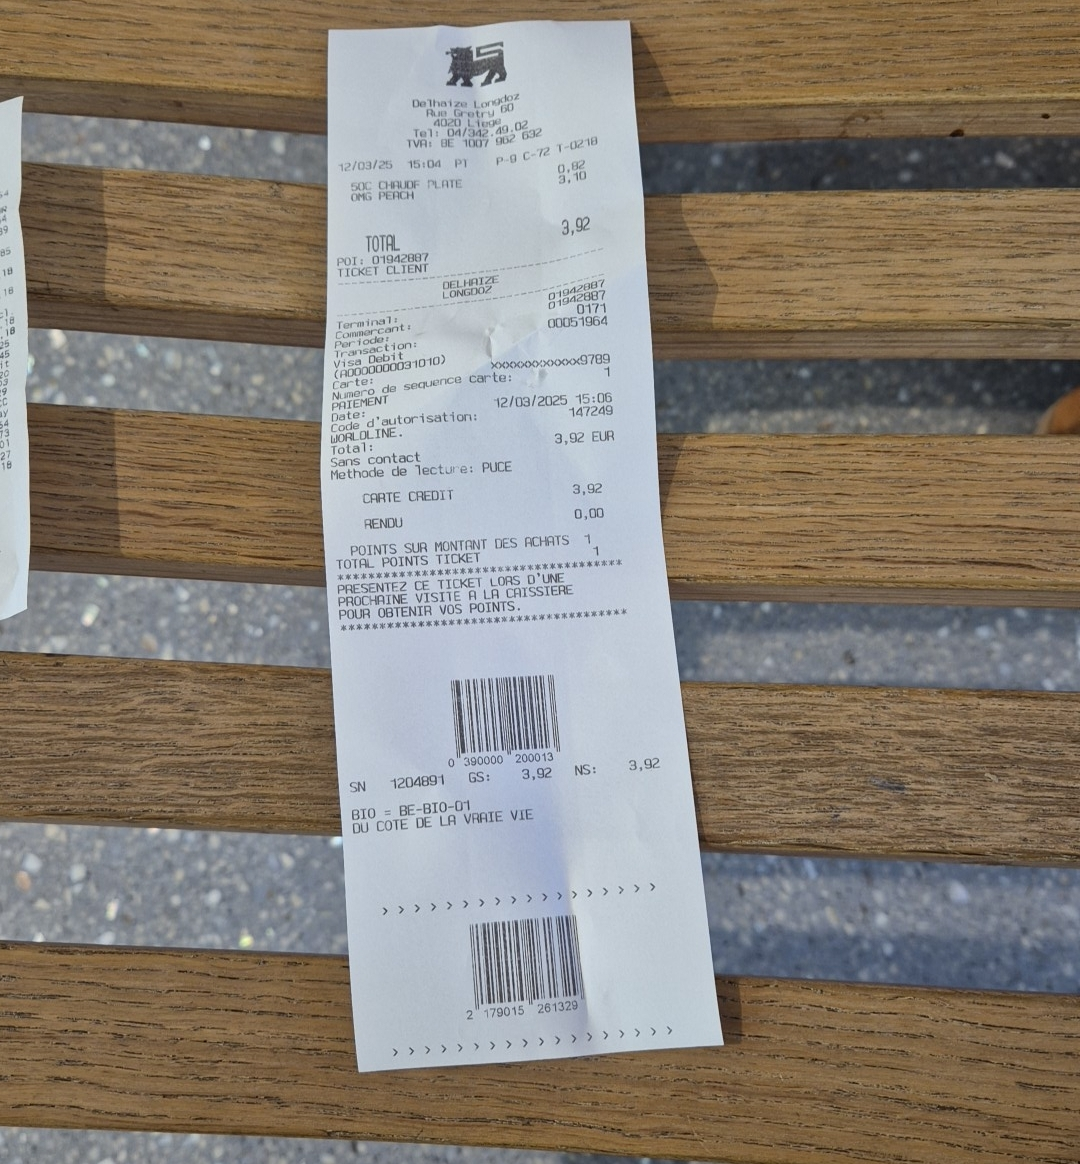 Delhaize Longdoz
Rue Gretry 60
4020 Liege
Tel: 04/342.49.02
TVA: BE 1007 962 632
12/03/25 15:04 PT P-9 C-72 T-0218
50C CHAUDF PLATE 0,82
OMG PEACH 3,10
TOTAL 3,92
POI: 01942887
TICKET CLIENT
DELHAIZE
LONGDOZ
Terminal: 01942887
Commercant: 01942887
Periode: 0171
Transaction: 00051964
Visa Debit
(A0000000031010)
Carte: xxxxxxxxxxxx9789
Numero de sequence carte: 1
PAIEMENT
Date: 12/03/2025 15:06
Code d'autorisation: 147249
WORLDLINE.
Total: 3,92 EUR
Sans contact
Methode de lecture: PUCE
CARTE CREDIT 3,92
RENDU 0,00
POINTS SUR MONTANT DES ACHATS 1
TOTAL POINTS TICKET 1
************************************
PRESENTEZ CE TICKET LORS D'UNE
PROCHAINE VISITE A LA CAISSIERE
POUR OBTENIR VOS POINTS.
************************************
0 390000 200013
SN 1204891 GS: 3,92 NS: 3,92
BIO = BE-BIO-01
DU COTE DE LA VRAIE VIE
> > > > > > > > > > > > > > > > > >
2 179015 261329
> > > > > > > > > > > > > > > > > > >